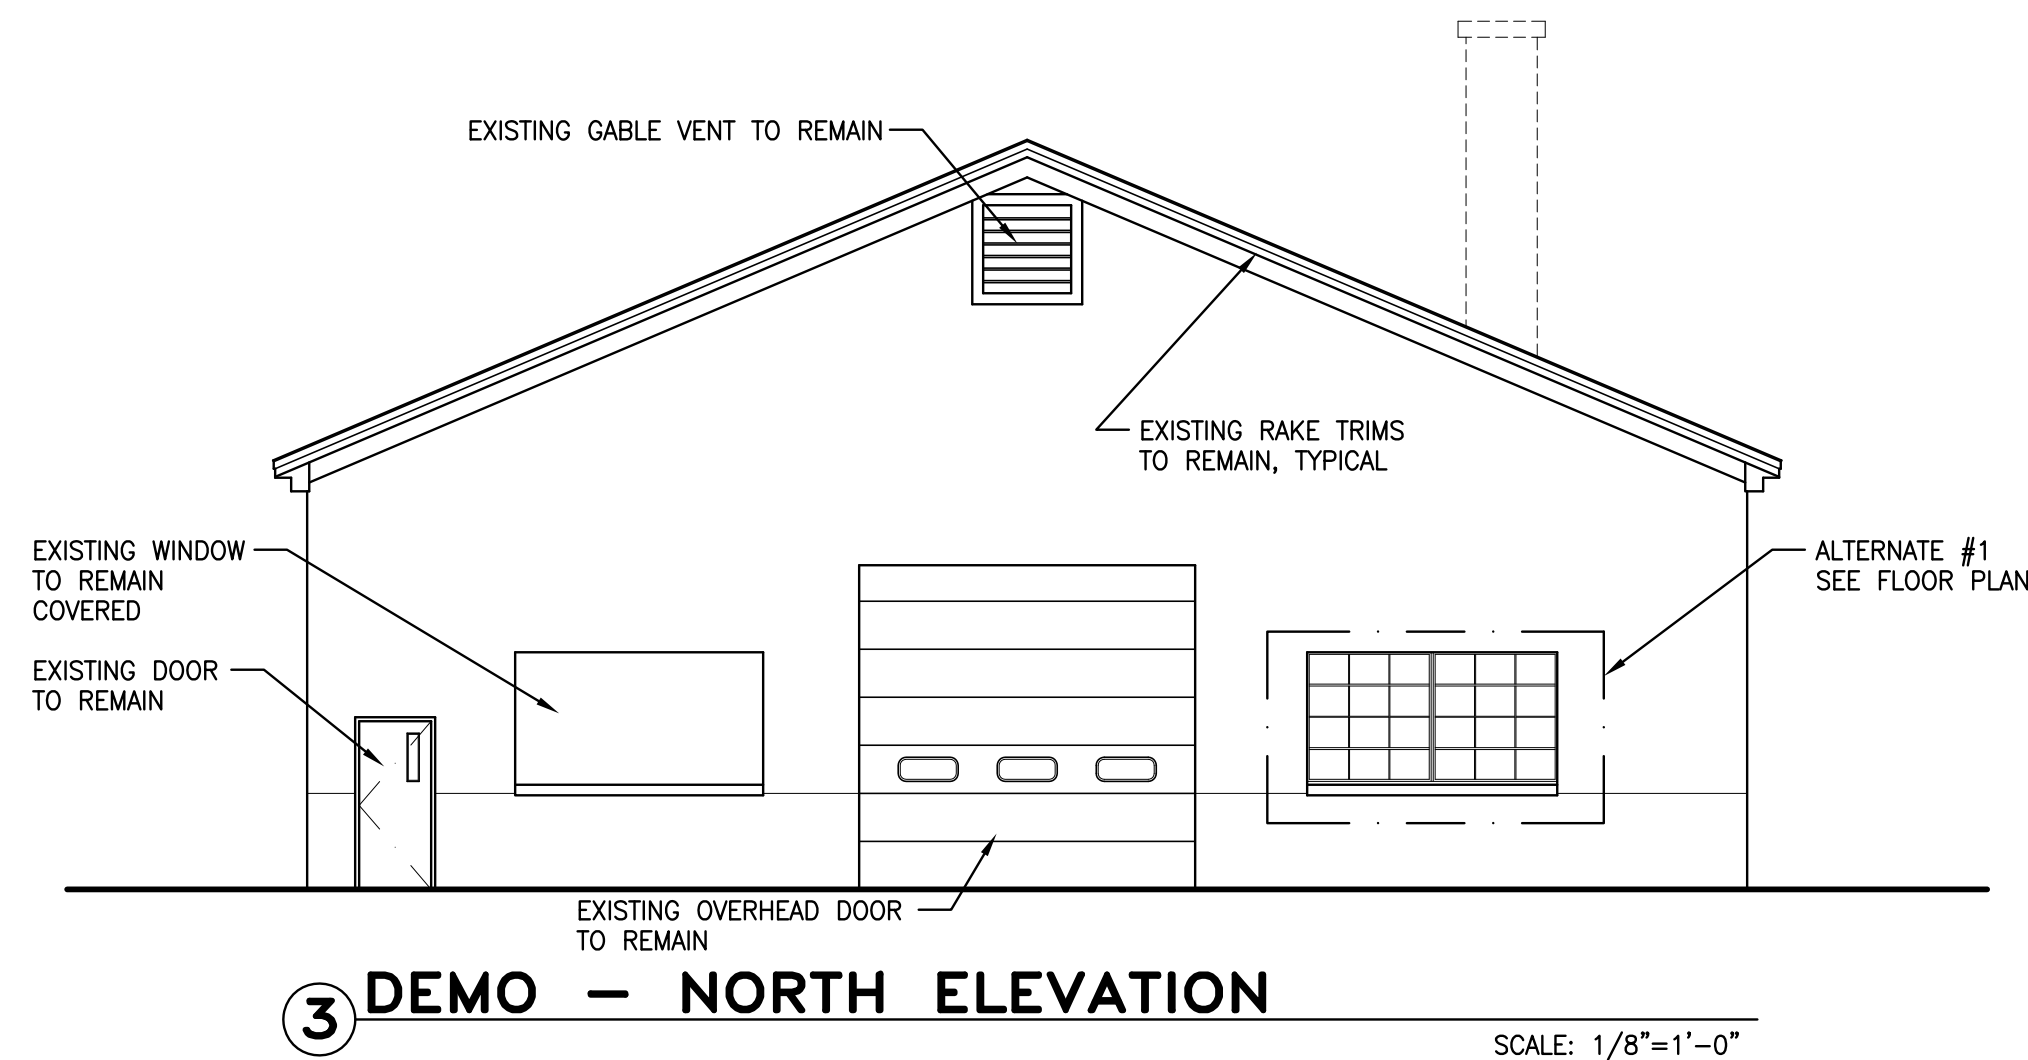 EXISTING GABLE VENT TO REMAIN
EXISTING RAKE TRIMS
TO REMAIN, TYPICAL
EXISTING WINDOW
TO REMAIN
COVERED
ALTERNATE #1
SEE FLOOR PLAN
EXISTING DOOR
TO REMAIN
EXISTING OVERHEAD DOOR
TO REMAIN
3 DEMO - NORTH ELEVATION
SCALE: 1/8"=1'-0"